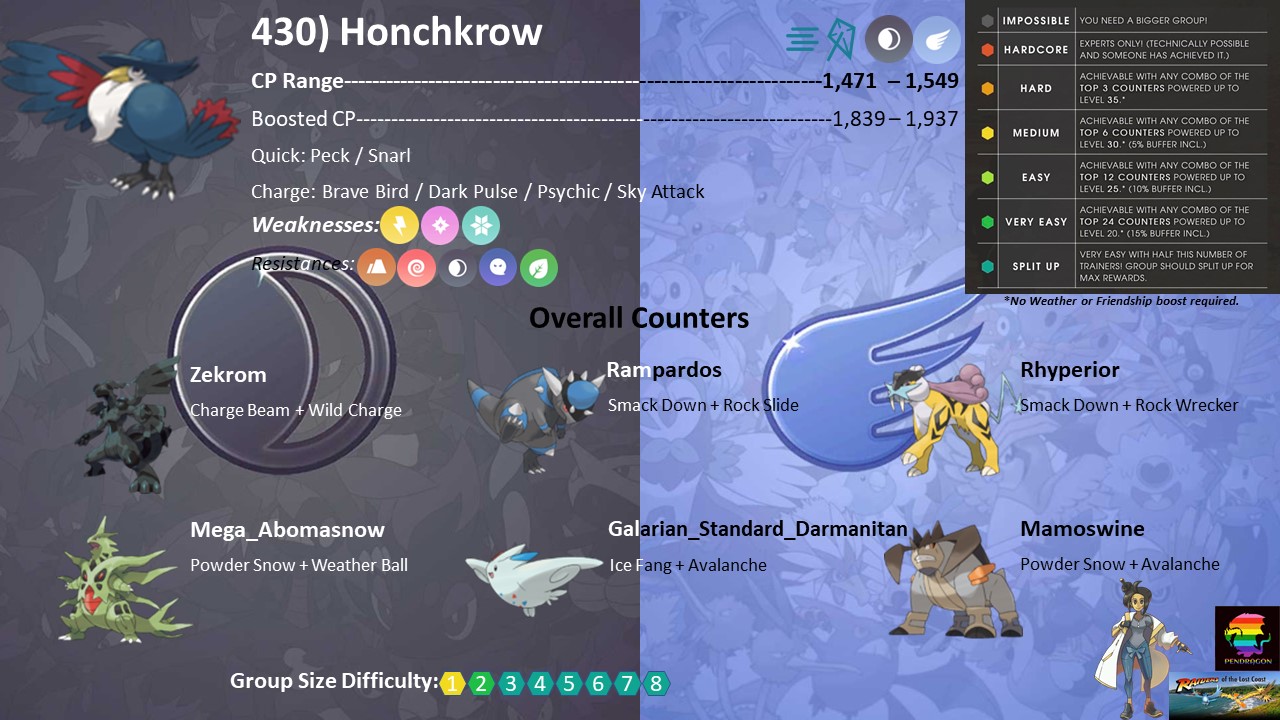 430) Honchkrow
CP Range--------------------------------------------------------------------1,471 – 1,549
Boosted CP--------------------------------------------------------------------1,839 – 1,937
Quick: Peck / Snarl
Charge: Brave Bird / Dark Pulse / Psychic / Sky Attack
Weaknesses:
Resistances:
IMPOSSIBLE YOU NEED A BIGGER GROUP!
HARDCORE EXPERTS ONLY! (TECHNICALLY POSSIBLE
AND SOMEONE HAS ACHIEVED IT.)
HARD ACHIEVABLE WITH ANY COMBO OF THE
TOP 3 COUNTERS POWERED UP TO
LEVEL 35.*
MEDIUM ACHIEVABLE WITH ANY COMBO OF THE
TOP 6 COUNTERS POWERED UP TO
LEVEL 30.* (5% BUFFER INCL.)
EASY ACHIEVABLE WITH ANY COMBO OF THE
TOP 12 COUNTERS POWERED UP TO
LEVEL 25.* (10% BUFFER INCL.)
VERY EASY ACHIEVABLE WITH ANY COMBO OF THE
TOP 24 COUNTERS POWERED UP TO
LEVEL 20.* (15% BUFFER INCL.)
SPLIT UP VERY EASY WITH HALF THIS NUMBER OF
TRAINERS! GROUP SHOULD SPLIT UP FOR
MAX REWARDS.
*No Weather or Friendship boost required.
Overall Counters
Zekrom
Charge Beam + Wild Charge
Rampardos
Smack Down + Rock Slide
Rhyperior
Smack Down + Rock Wrecker
Mega_Abomasnow
Powder Snow + Weather Ball
Galarian_Standard_Darmanitan
Ice Fang + Avalanche
Mamoswine
Powder Snow + Avalanche
Group Size Difficulty: 1 2 3 4 5 6 7 8
PENDRAGON
RAIDERS of the Lost Coast